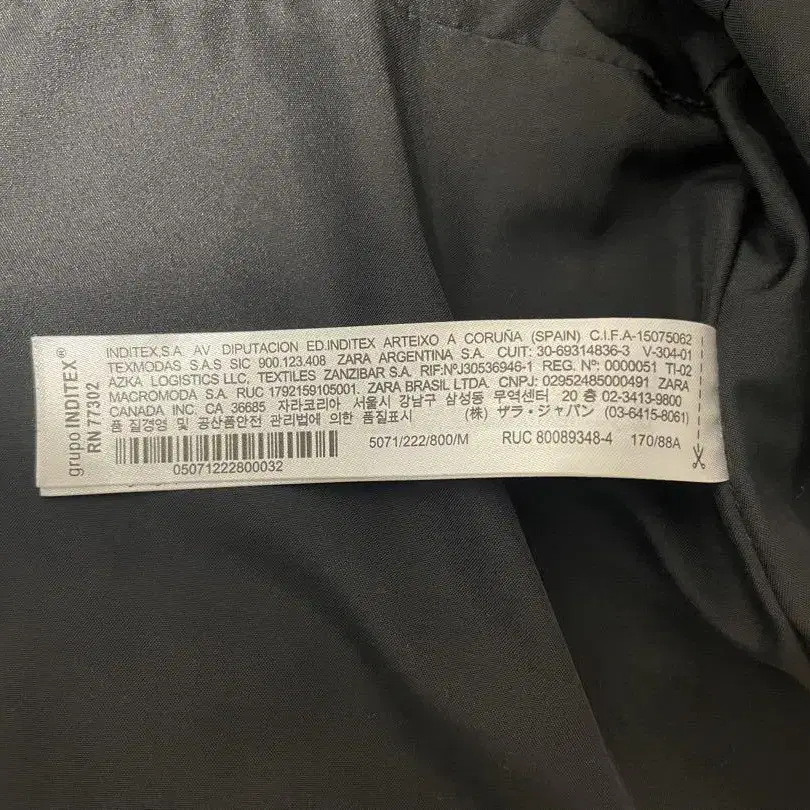 grupo INDITEX®
RN 77302
INDITEX,S.A. AV DIPUTACION ED.INDITEX ARTEIXO A CORUÑA (SPAIN) C.I.F.A-15075062
TEXMODAS S.A.S SIC 900.123.408 ZARA ARGENTINA S.A. CUIT: 30-69314836-3 V-304-01
AZKA LOGISTICS LLC, TEXTILES ZANZIBAR S.A. RIF:NºJ30536946-1 REG. Nº: 0000051 TI-02
MACROMODA S.A. RUC 1792159105001. ZARA BRASIL LTDA. CNPJ: 02952485000491 ZARA
CANADA INC. CA 36685 자라코리아 서울시 강남구 삼성동 무역센터 20 층 02-3413-9800
품 질경영 및 공산품안전 관리법에 의한 품질표시 (株) ザラ・ジャパン (03-6415-8061)
5071/222/800/M RUC 80089348-4 170/88A
05071222800032